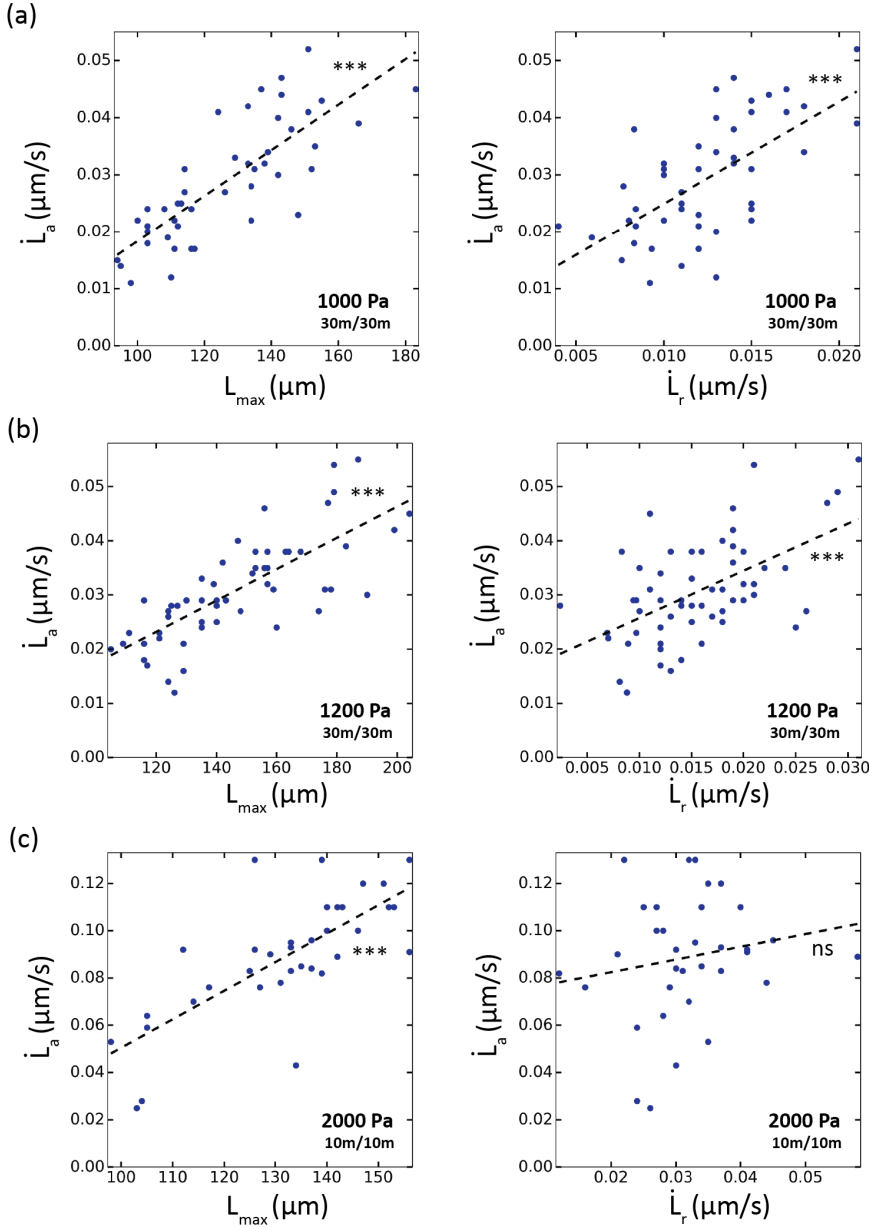 (a)
0.05
0.04
0.03
0.02
0.01
0.00
L̇a (μm/s)
***
1000 Pa
30m/30m
100 120 140 160 180
Lmax (μm)
0.05
0.04
0.03
0.02
0.01
0.00
L̇a (μm/s)
***
1000 Pa
30m/30m
0.005 0.010 0.015 0.020
L̇r (μm/s)
(b)
0.05
0.04
0.03
0.02
0.01
0.00
L̇a (μm/s)
***
1200 Pa
30m/30m
120 140 160 180 200
Lmax (μm)
0.05
0.04
0.03
0.02
0.01
0.00
L̇a (μm/s)
***
1200 Pa
30m/30m
0.005 0.010 0.015 0.020 0.025 0.030
L̇r (μm/s)
(c)
0.12
0.10
0.08
0.06
0.04
0.02
0.00
L̇a (μm/s)
***
2000 Pa
10m/10m
100 110 120 130 140 150
Lmax (μm)
0.12
0.10
0.08
0.06
0.04
0.02
0.00
L̇a (μm/s)
ns
2000 Pa
10m/10m
0.02 0.03 0.04 0.05
L̇r (μm/s)